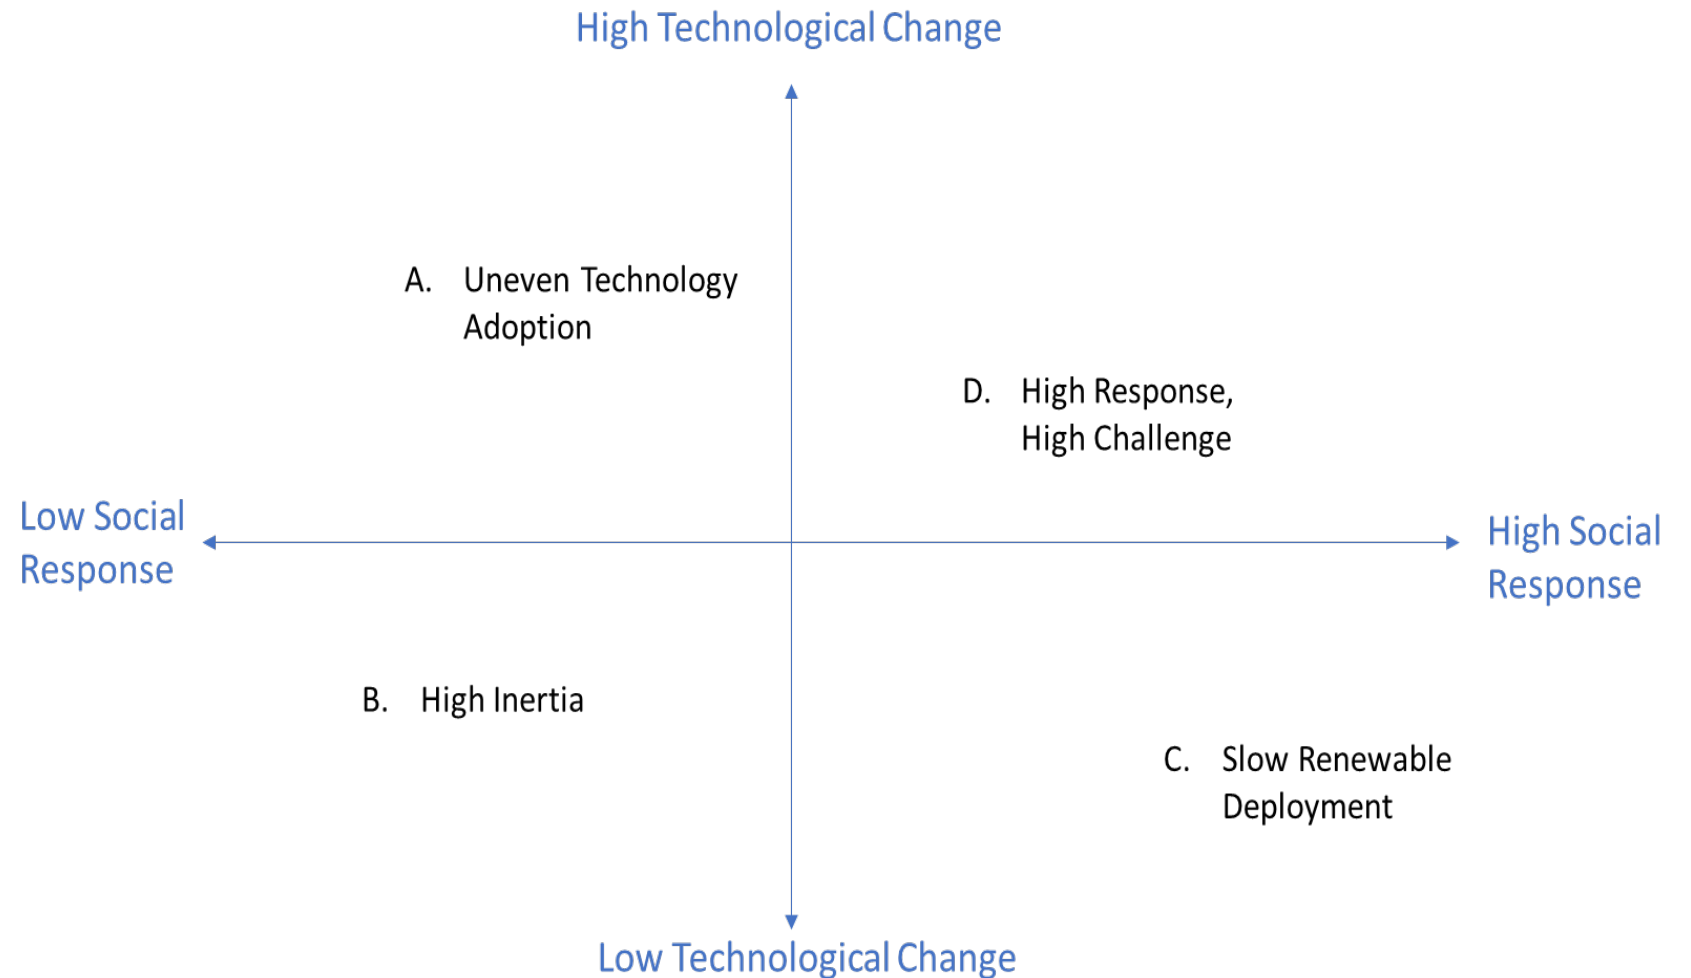 High Technological Change
A. Uneven Technology
Adoption
D. High Response,
High Challenge
Low Social
Response
High Social
Response
B. High Inertia
C. Slow Renewable
Deployment
Low Technological Change